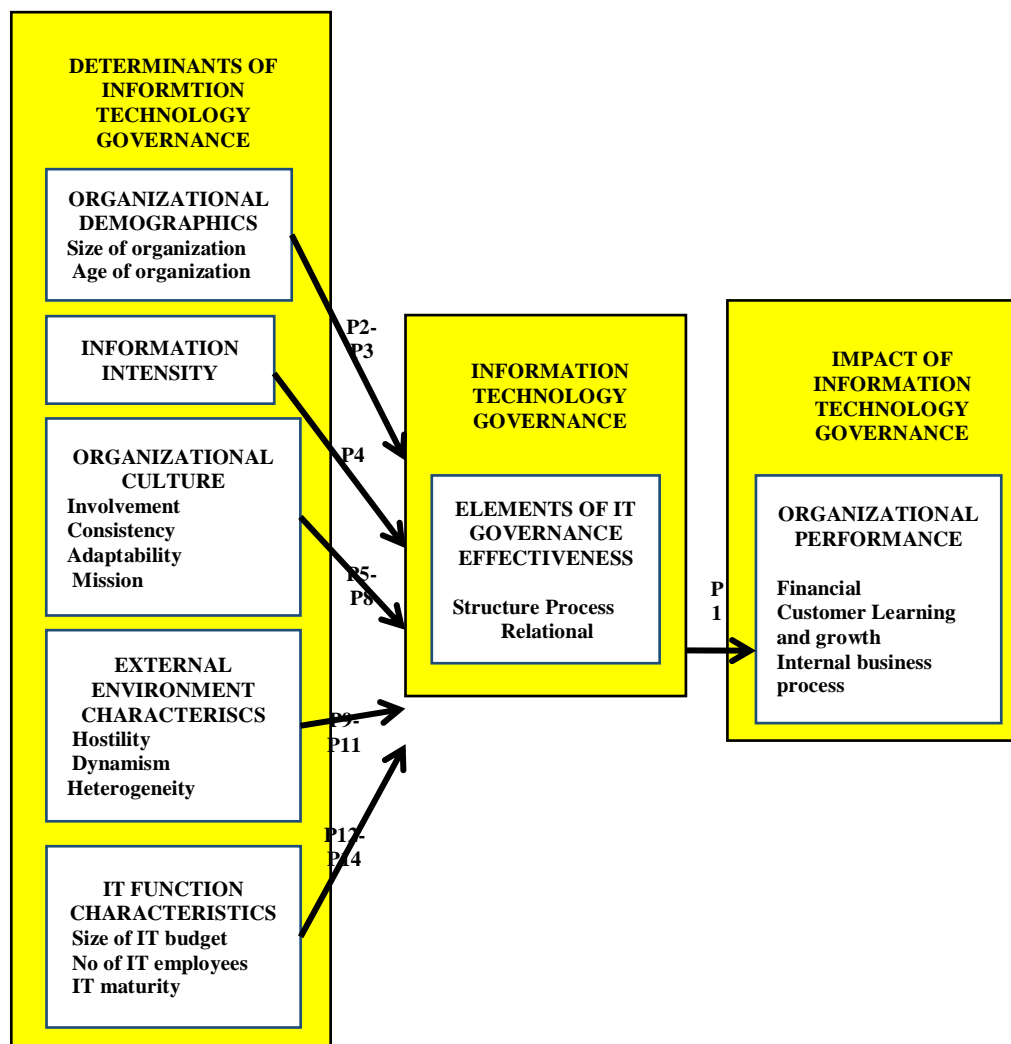 DETERMINANTS OF
INFORMTION
TECHNOLOGY
GOVERNANCE
ORGANIZATIONAL
DEMOGRAPHICS
Size of organization
Age of organization
INFORMATION
INTENSITY
ORGANIZATIONAL
CULTURE
Involvement
Consistency
Adaptability
Mission
EXTERNAL
ENVIRONMENT
CHARACTERISCS
Hostility
Dynamism
Heterogeneity
IT FUNCTION
CHARACTERISTICS
Size of IT budget
No of IT employees
IT maturity
P2-
P3
P4
P5-
P8
P9-
P11
P12-
P14
INFORMATION
TECHNOLOGY
GOVERNANCE
ELEMENTS OF IT
GOVERNANCE
EFFECTIVENESS
Structure Process
Relational
P
1
IMPACT OF
INFORMATION
TECHNOLOGY
GOVERNANCE
ORGANIZATIONAL
PERFORMANCE
Financial
Customer Learning
and growth
Internal business
process